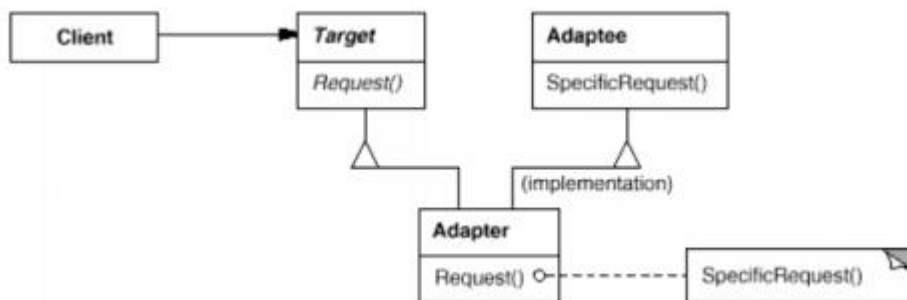 Client
Target
Request()
Adaptee
SpecificRequest()
(implementation)
Adapter
Request()
SpecificRequest()